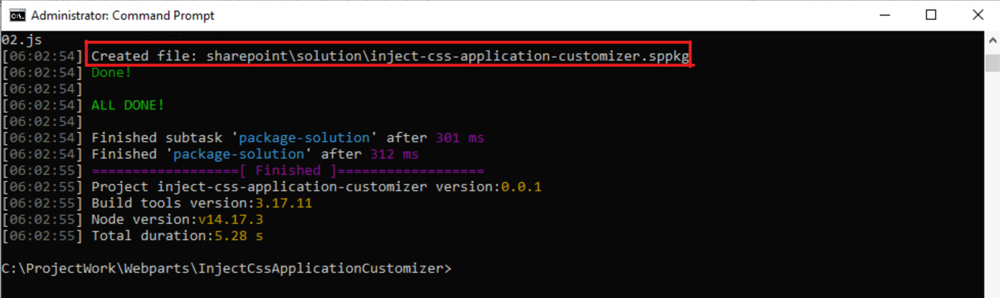 Administrator: Command Prompt
02.js
[06:02:54] Created file: sharepoint\solution\inject-css-application-customizer.sppkg
[06:02:54] Done!
[06:02:54]
[06:02:54] ALL DONE!
[06:02:54]
[06:02:54] Finished subtask 'package-solution' after 301 ms
[06:02:54] Finished 'package-solution' after 312 ms
[06:02:55] ==================[ Finished ]==================
[06:02:55] Project inject-css-application-customizer version:0.0.1
[06:02:55] Build tools version:3.17.11
[06:02:55] Node version:v14.17.3
[06:02:55] Total duration:5.28 s
C:\ProjectWork\Webparts\InjectCssApplicationCustomizer>